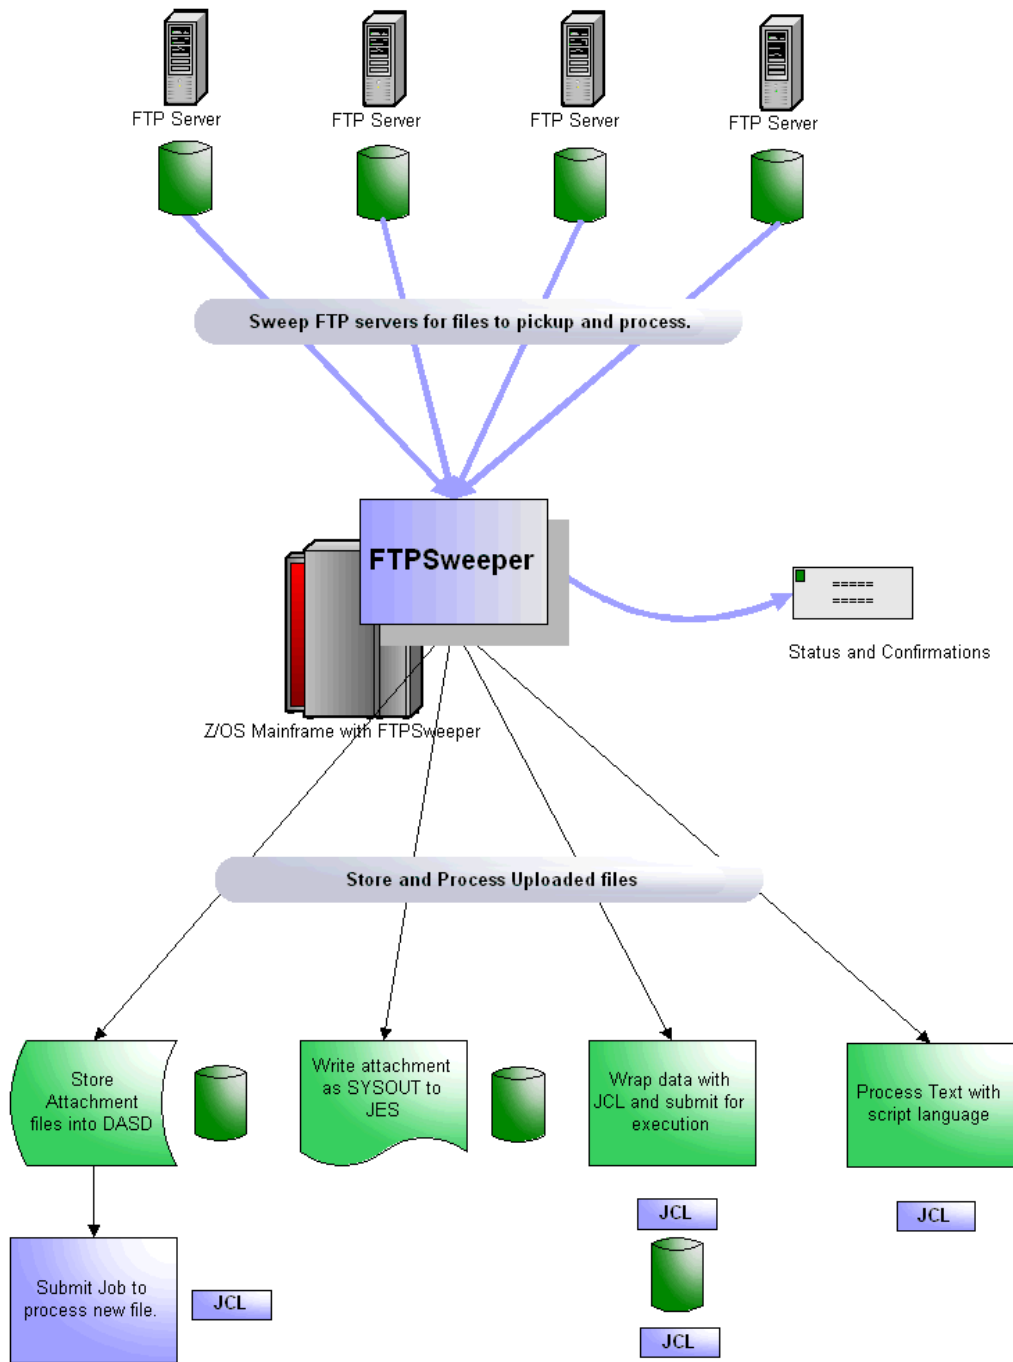 FTP Server
FTP Server
FTP Server
FTP Server
Sweep FTP servers for files to pickup and process.
FTPSweeper
=====
=====
Status and Confirmations
Z/OS Mainframe with FTPSweeper
Store and Process Uploaded files
Store
Attachment
files into DASD
Write attachment
as SYSOUT to
JES
Wrap data with
JCL and submit for
execution
Process Text with
script language
JCL
JCL
Submit Job to
process new file.
JCL
JCL